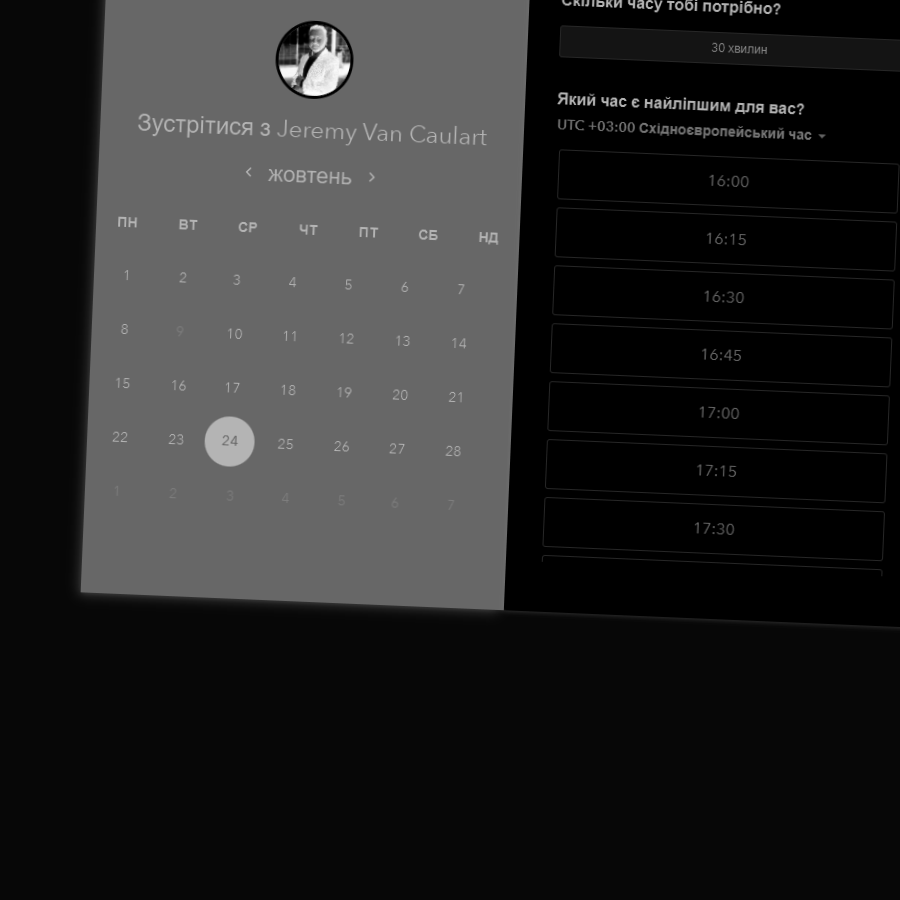 Зустрітися з Jeremy Van Caulart
жовтень
ПН ВТ СР ЧТ ПТ СБ НД
1 2 3 4 5 6 7
8 9 10 11 12 13 14
15 16 17 18 19 20 21
22 23 24 25 26 27 28
1 2 3 4 5 6 7
Скільки часу тобі потрібно?
30 хвилин
Який час є найліпшим для вас?
UTC +03:00 Східноєвропейський час
16:00
16:15
16:30
16:45
17:00
17:15
17:30